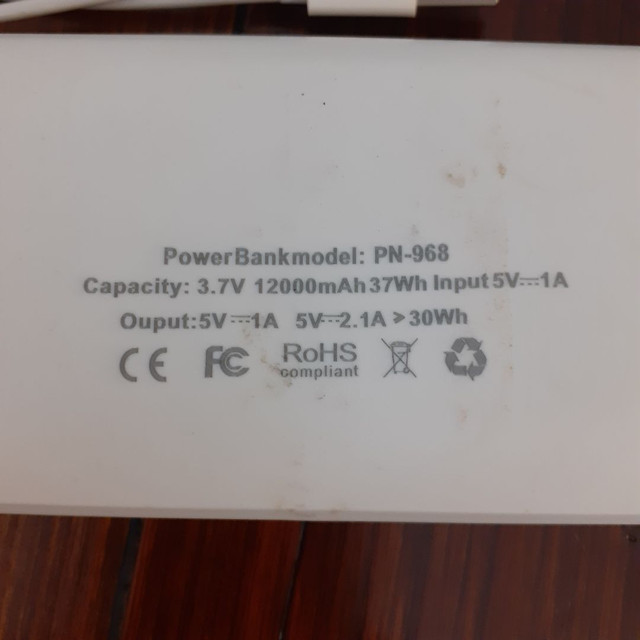 PowerBankmodel: PN-968
Capacity: 3.7V 12000mAh 37Wh Input 5V⎓1A
Ouput:5V⎓1A 5V⎓2.1A >30Wh
CE FC RoHS
compliant